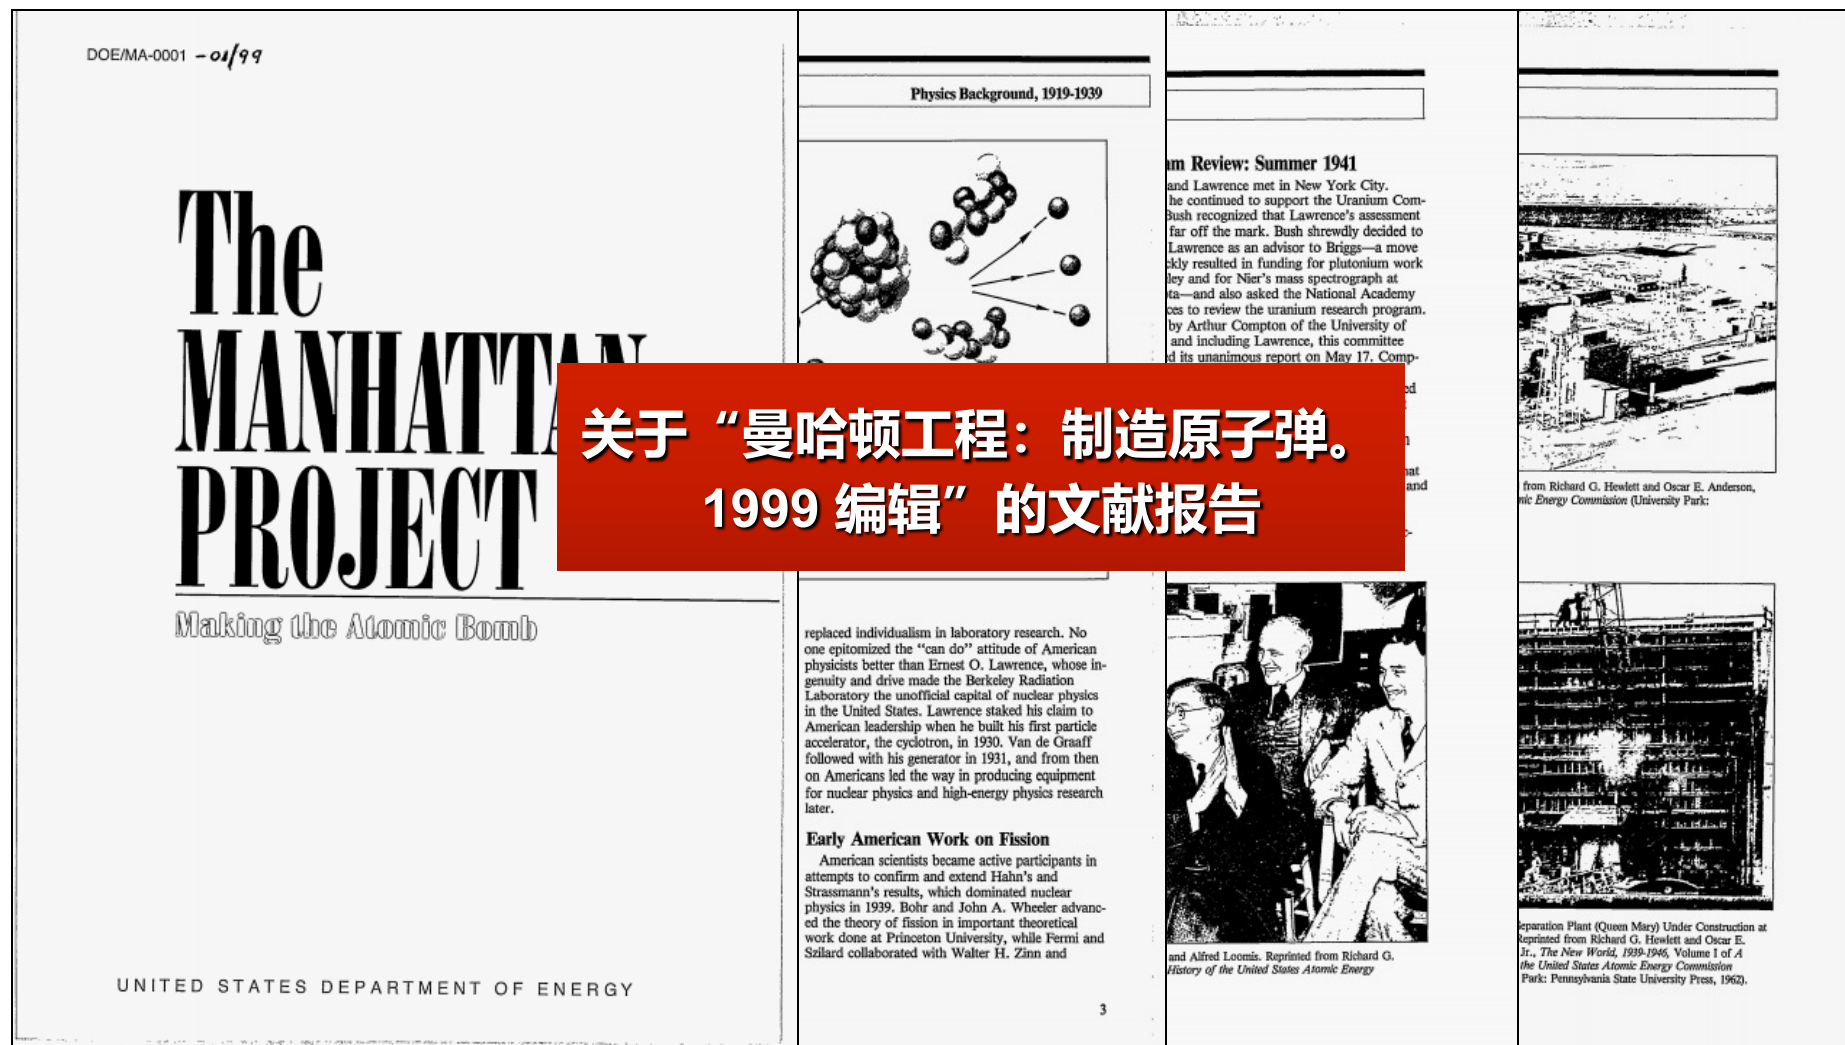 DOE/MA-0001 -01/99
The
MANHATTAN
PROJECT
Making the Atomic Bomb
UNITED STATES DEPARTMENT OF ENERGY
关于“曼哈顿工程：制造原子弹。
1999 编辑”的文献报告
Physics Background, 1919-1939
replaced individualism in laboratory research. No
one epitomized the “can do” attitude of American
physicists better than Ernest O. Lawrence, whose in-
genuity and drive made the Berkeley Radiation
Laboratory the unofficial capital of nuclear physics
in the United States. Lawrence staked his claim to
American leadership when he built his first particle
accelerator, the cyclotron, in 1930. Van de Graaff
followed with his generator in 1931, and from then
on Americans led the way in producing equipment
for nuclear physics and high-energy physics research
later.
Early American Work on Fission
American scientists became active participants in
attempts to confirm and extend Hahn’s and
Strassmann’s results, which dominated nuclear
physics in 1939. Bohr and John A. Wheeler advanc-
ed the theory of fission in important theoretical
work done at Princeton University, while Fermi and
Szilard collaborated with Walter H. Zinn and
3
Review: Summer 1941
and Lawrence met in New York City.
he continued to support the Uranium Com-
Bush recognized that Lawrence’s assessment
far off the mark. Bush shrewdly decided to
Lawrence as an advisor to Briggs—a move
ckly resulted in funding for plutonium work
ley and for Nier’s mass spectrograph at
ta—and also asked the National Academy
ces to review the uranium research program.
by Arthur Compton of the University of
and including Lawrence, this committee
d its unanimous report on May 17. Comp-
ed
n
hat
and
c-
and Alfred Loomis. Reprinted from Richard G.
History of the United States Atomic Energy
from Richard G. Hewlett and Oscar E. Anderson,
nic Energy Commission (University Park:
Separation Plant (Queen Mary) Under Construction at
Reprinted from Richard G. Hewlett and Oscar E.
Jr., The New World, 1939-1946, Volume I of A
the United States Atomic Energy Commission
Park: Pennsylvania State University Press, 1962).